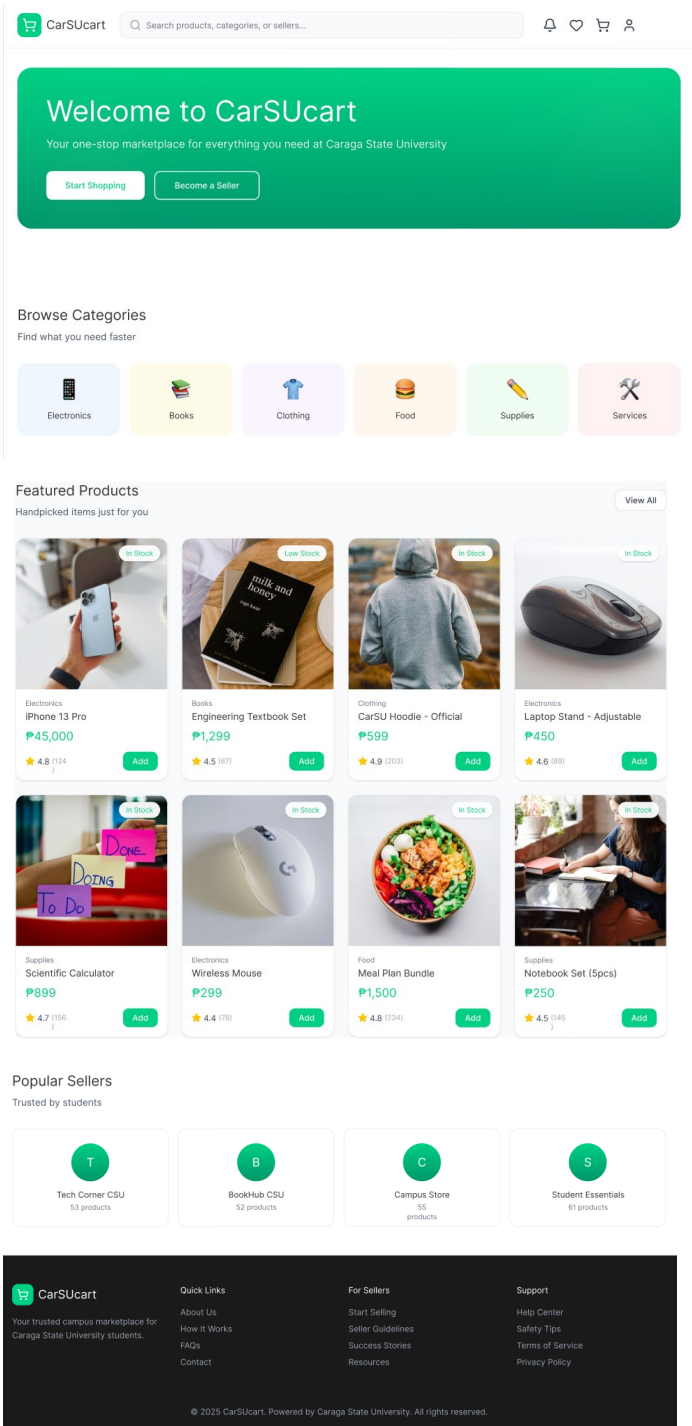 CarSUcart
Search products, categories, or sellers...
Welcome to CarSUcart
Your one-stop marketplace for everything you need at Caraga State University
Start Shopping
Become a Seller
Browse Categories
Find what you need faster
Electronics
Books
Clothing
Food
Supplies
Services
Featured Products
Handpicked items just for you
View All
In Stock
Electronics
iPhone 13 Pro
₱45,000
4.8 (124
)
Add
Low Stock
milk and
honey
rupi kaur
Books
Engineering Textbook Set
₱1,299
4.5 (67)
Add
In Stock
Clothing
CarSU Hoodie - Official
₱599
4.9 (203)
Add
In Stock
Electronics
Laptop Stand - Adjustable
₱450
4.6 (89)
Add
In Stock
DONE
DOING
To Do
Supplies
Scientific Calculator
₱899
4.7 (156
)
Add
In Stock
G
Electronics
Wireless Mouse
₱299
4.4 (78)
Add
In Stock
Food
Meal Plan Bundle
₱1,500
4.8 (234)
Add
In Stock
Supplies
Notebook Set (5pcs)
₱250
4.5 (145
)
Add
Popular Sellers
Trusted by students
T
Tech Corner CSU
53 products
B
BookHub CSU
52 products
C
Campus Store
55
products
S
Student Essentials
61 products
CarSUcart
Your trusted campus marketplace for
Caraga State University students.
Quick Links
About Us
How It Works
FAQs
Contact
For Sellers
Start Selling
Seller Guidelines
Success Stories
Resources
Support
Help Center
Safety Tips
Terms of Service
Privacy Policy
© 2025 CarSUcart. Powered by Caraga State University. All rights reserved.